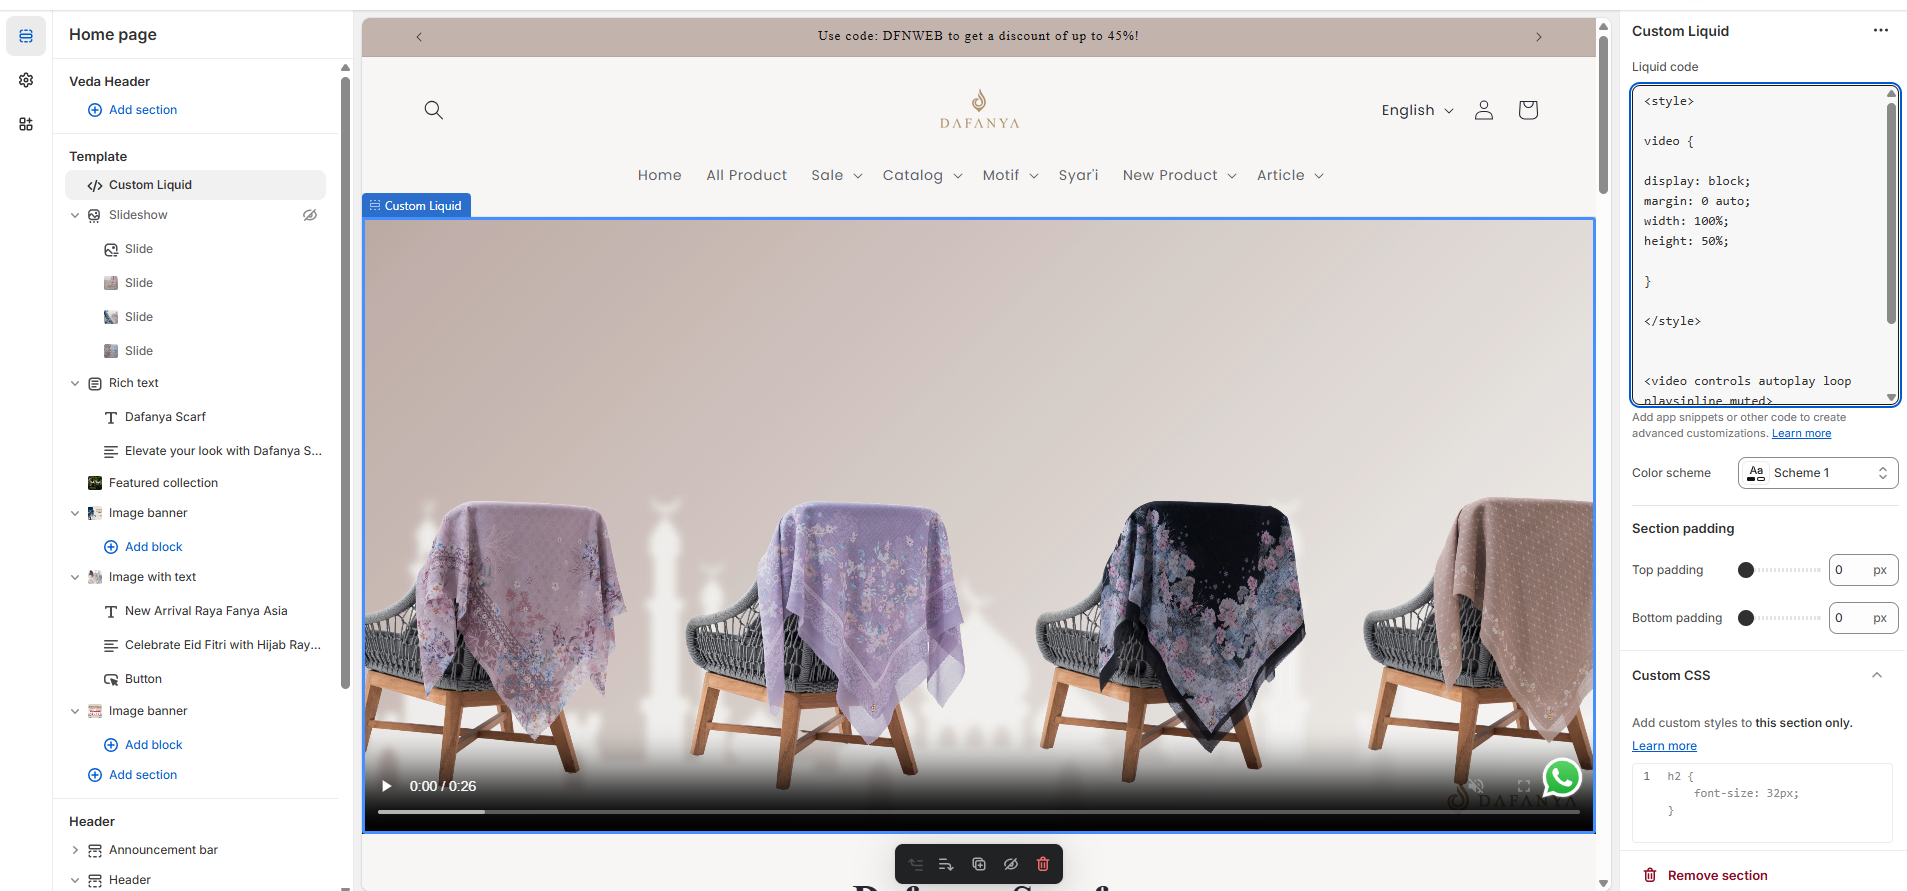 Home page
Veda Header
Add section
Template
Custom Liquid
Slideshow
Slide
Slide
Slide
Slide
Rich text
Dafanya Scarf
Elevate your look with Dafanya S...
Featured collection
Image banner
Add block
Image with text
New Arrival Raya Fanya Asia
Celebrate Eid Fitri with Hijab Ray...
Button
Image banner
Add block
Add section
Header
Announcement bar
Header
Use code: DFNWEB to get a discount of up to 45%!
DAFANYA
English
Home All Product Sale Catalog Motif Syar'i New Product Article
Custom Liquid
0:00 / 0:26
DAFANYA
Custom Liquid
Liquid code
<style>
video {
display: block;
margin: 0 auto;
width: 100%;
height: 50%;
}
</style>
<video controls autoplay loop
playsinline muted>
Add app snippets or other code to create
advanced customizations. Learn more
Color scheme
Aa Scheme 1
Section padding
Top padding 0 px
Bottom padding 0 px
Custom CSS
Add custom styles to this section only.
Learn more
1 h2 {
font-size: 32px;
}
Remove section